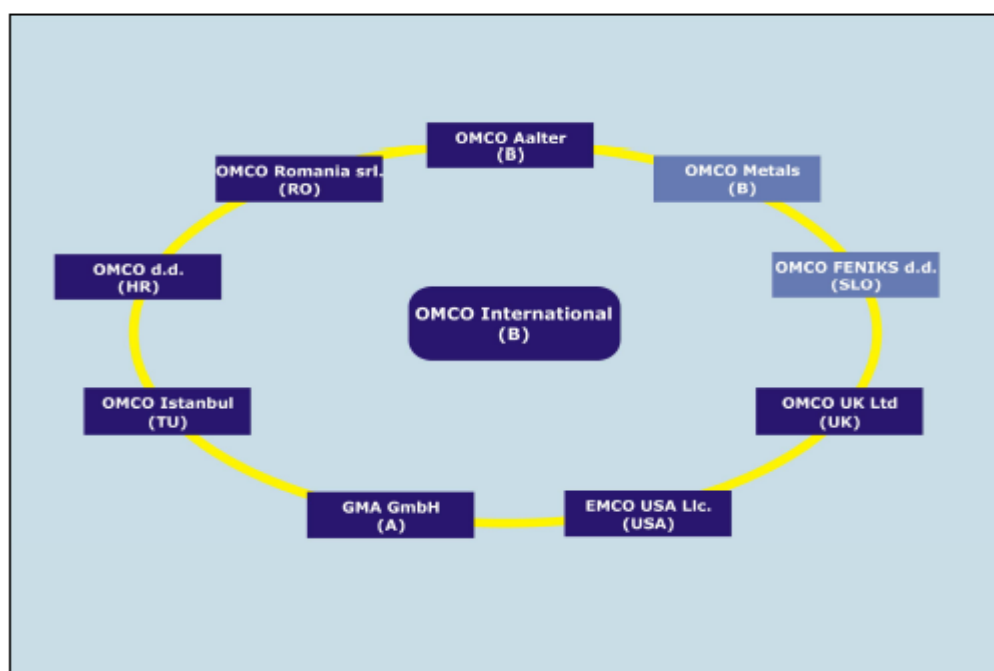 OMCO Aalter
(B)
OMCO Romania srl.
(RO)
OMCO Metals
(B)
OMCO d.d.
(HR)
OMCO FENIKS d.d.
(SLO)
OMCO International
(B)
OMCO Istanbul
(TU)
OMCO UK Ltd
(UK)
GMA GmbH
(A)
EMCO USA Llc.
(USA)